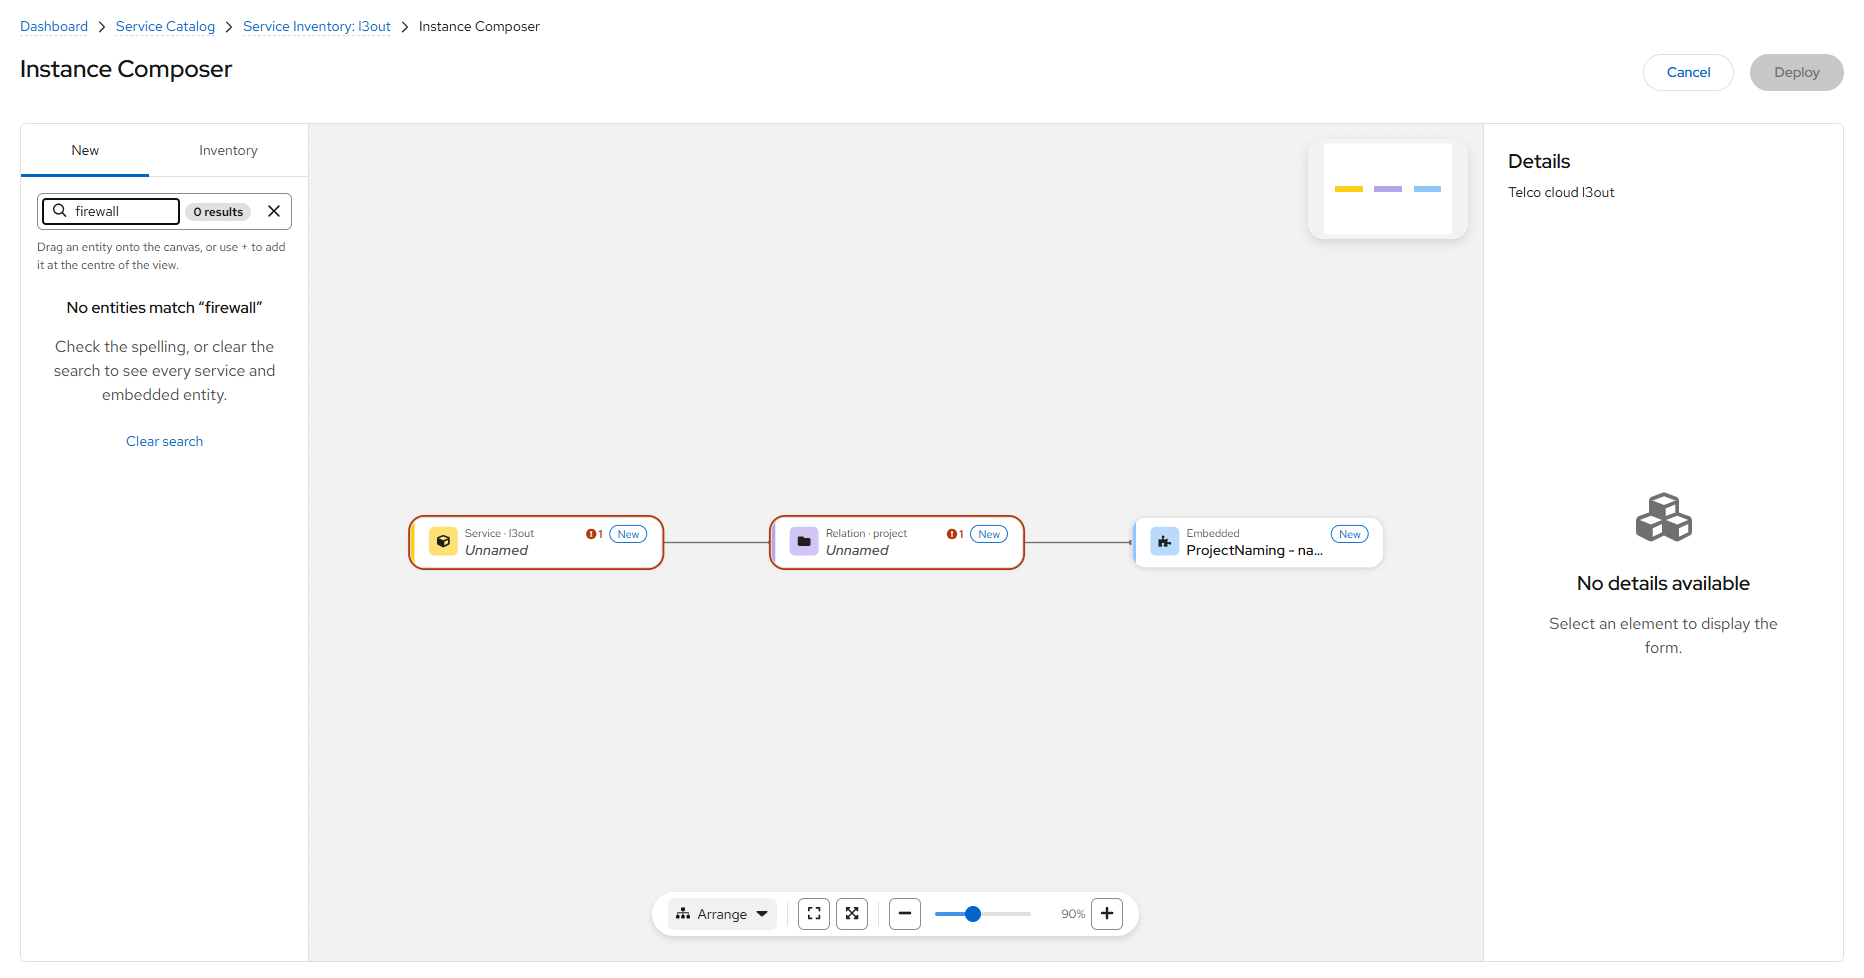 Dashboard > Service Catalog > Service Inventory: l3out > Instance Composer
Instance Composer
Cancel
Deploy
New
Inventory
firewall
0 results
Drag an entity onto the canvas, or use + to add
it at the centre of the view.
No entities match “firewall”
Check the spelling, or clear the
search to see every service and
embedded entity.
Clear search
Service · l3out
1
New
Unnamed
Relation · project
1
New
Unnamed
Embedded
New
ProjectNaming - na...
Arrange
90%
Details
Telco cloud l3out
No details available
Select an element to display the
form.